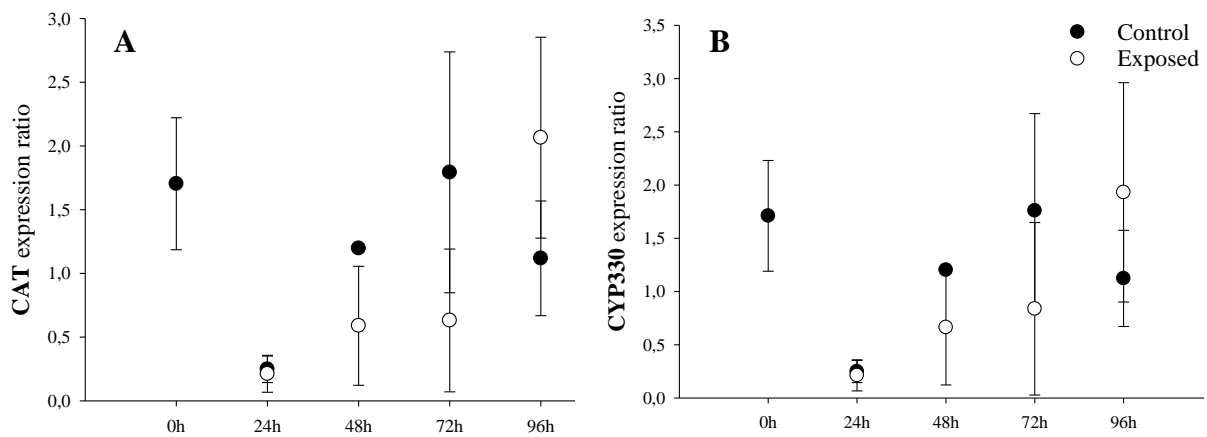 A
CAT expression ratio
3,0
2,5
2,0
1,5
1,0
0,5
0,0
0h 24h 48h 72h 96h
B
Control
Exposed
CYP330 expression ratio
3,5
3,0
2,5
2,0
1,5
1,0
0,5
0,0
0h 24h 48h 72h 96h